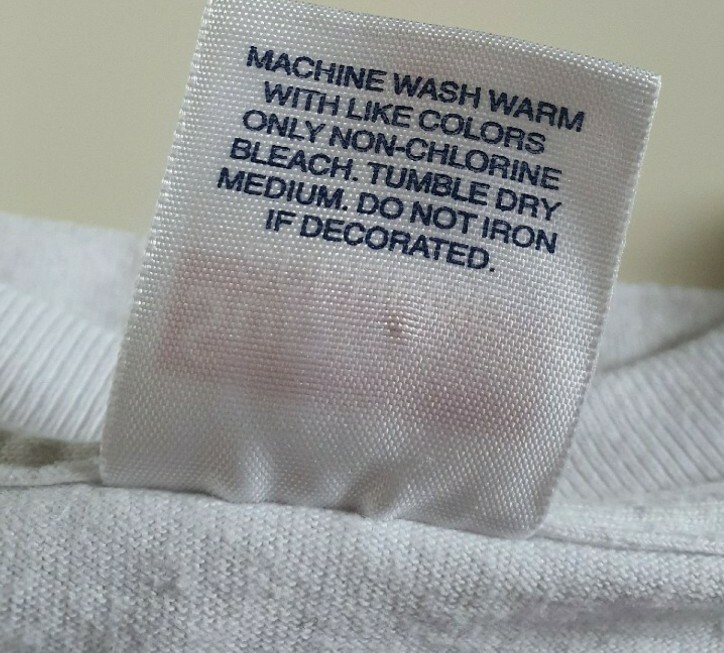 MACHINE WASH WARM
WITH LIKE COLORS
ONLY NON-CHLORINE
BLEACH. TUMBLE DRY
MEDIUM. DO NOT IRON
IF DECORATED.